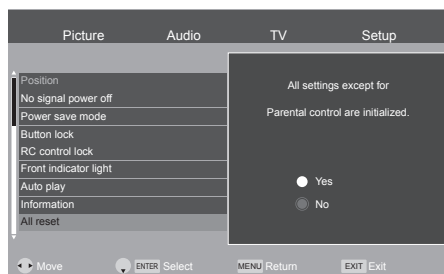 Picture Audio TV Setup
Position
No signal power off
Power save mode
Button lock
RC control lock
Front indicator light
Auto play
Information
All reset
All settings except for
Parental control are initialized.
Yes
No
Move ENTER Select MENU Return EXIT Exit